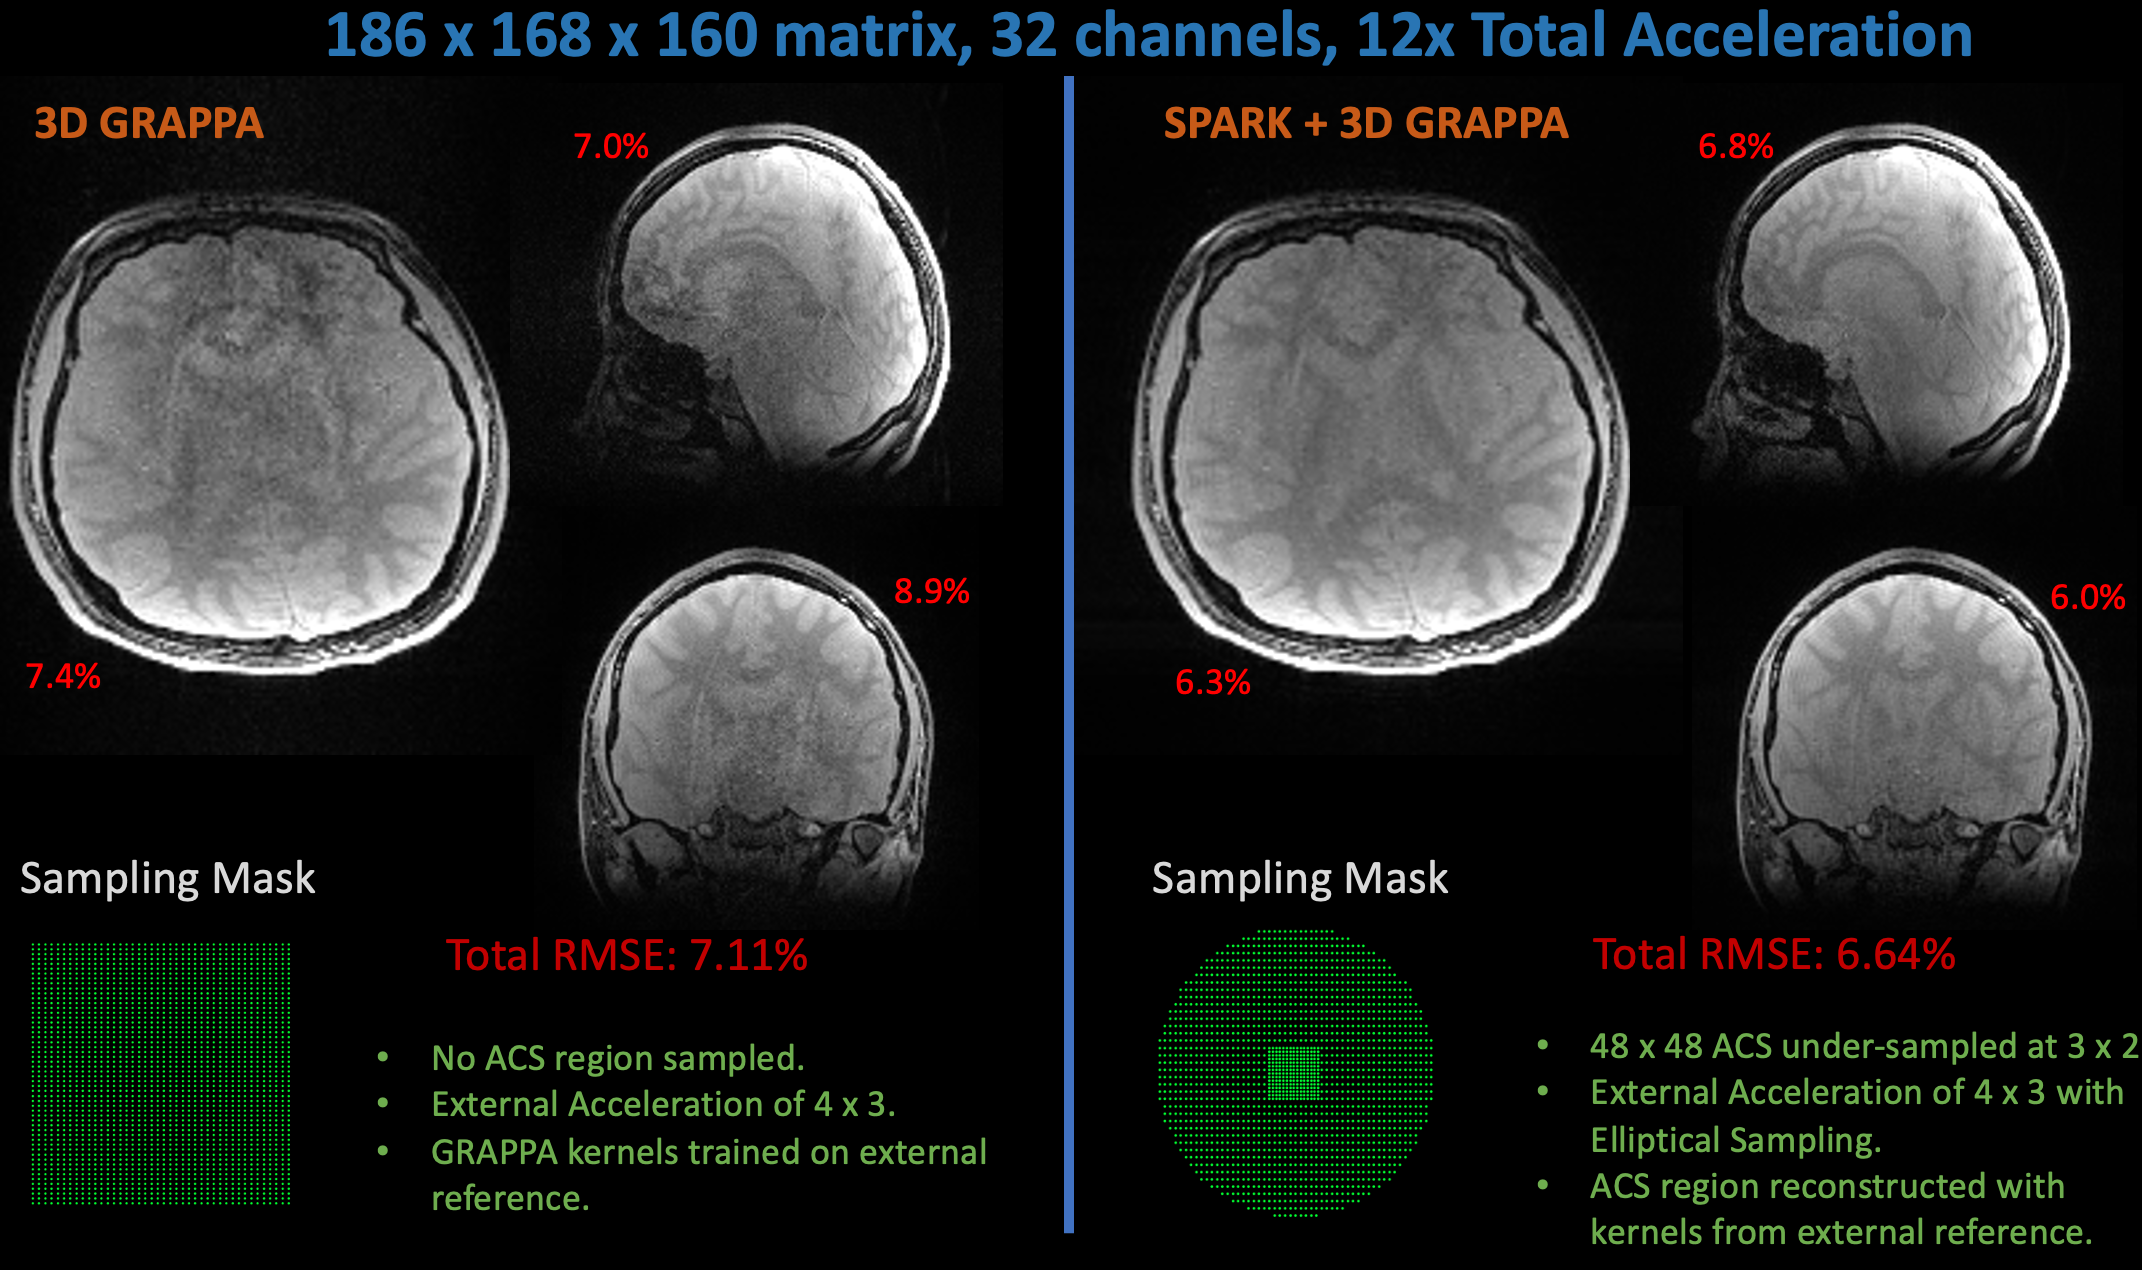 186 x 168 x 160 matrix, 32 channels, 12x Total Acceleration
3D GRAPPA
7.0%
7.4%
8.9%
Sampling Mask
Total RMSE: 7.11%
• No ACS region sampled.
• External Acceleration of 4 x 3.
• GRAPPA kernels trained on external
reference.
SPARK + 3D GRAPPA
6.8%
6.3%
6.0%
Sampling Mask
Total RMSE: 6.64%
• 48 x 48 ACS under-sampled at 3 x 2
• External Acceleration of 4 x 3 with
Elliptical Sampling.
• ACS region reconstructed with
kernels from external reference.